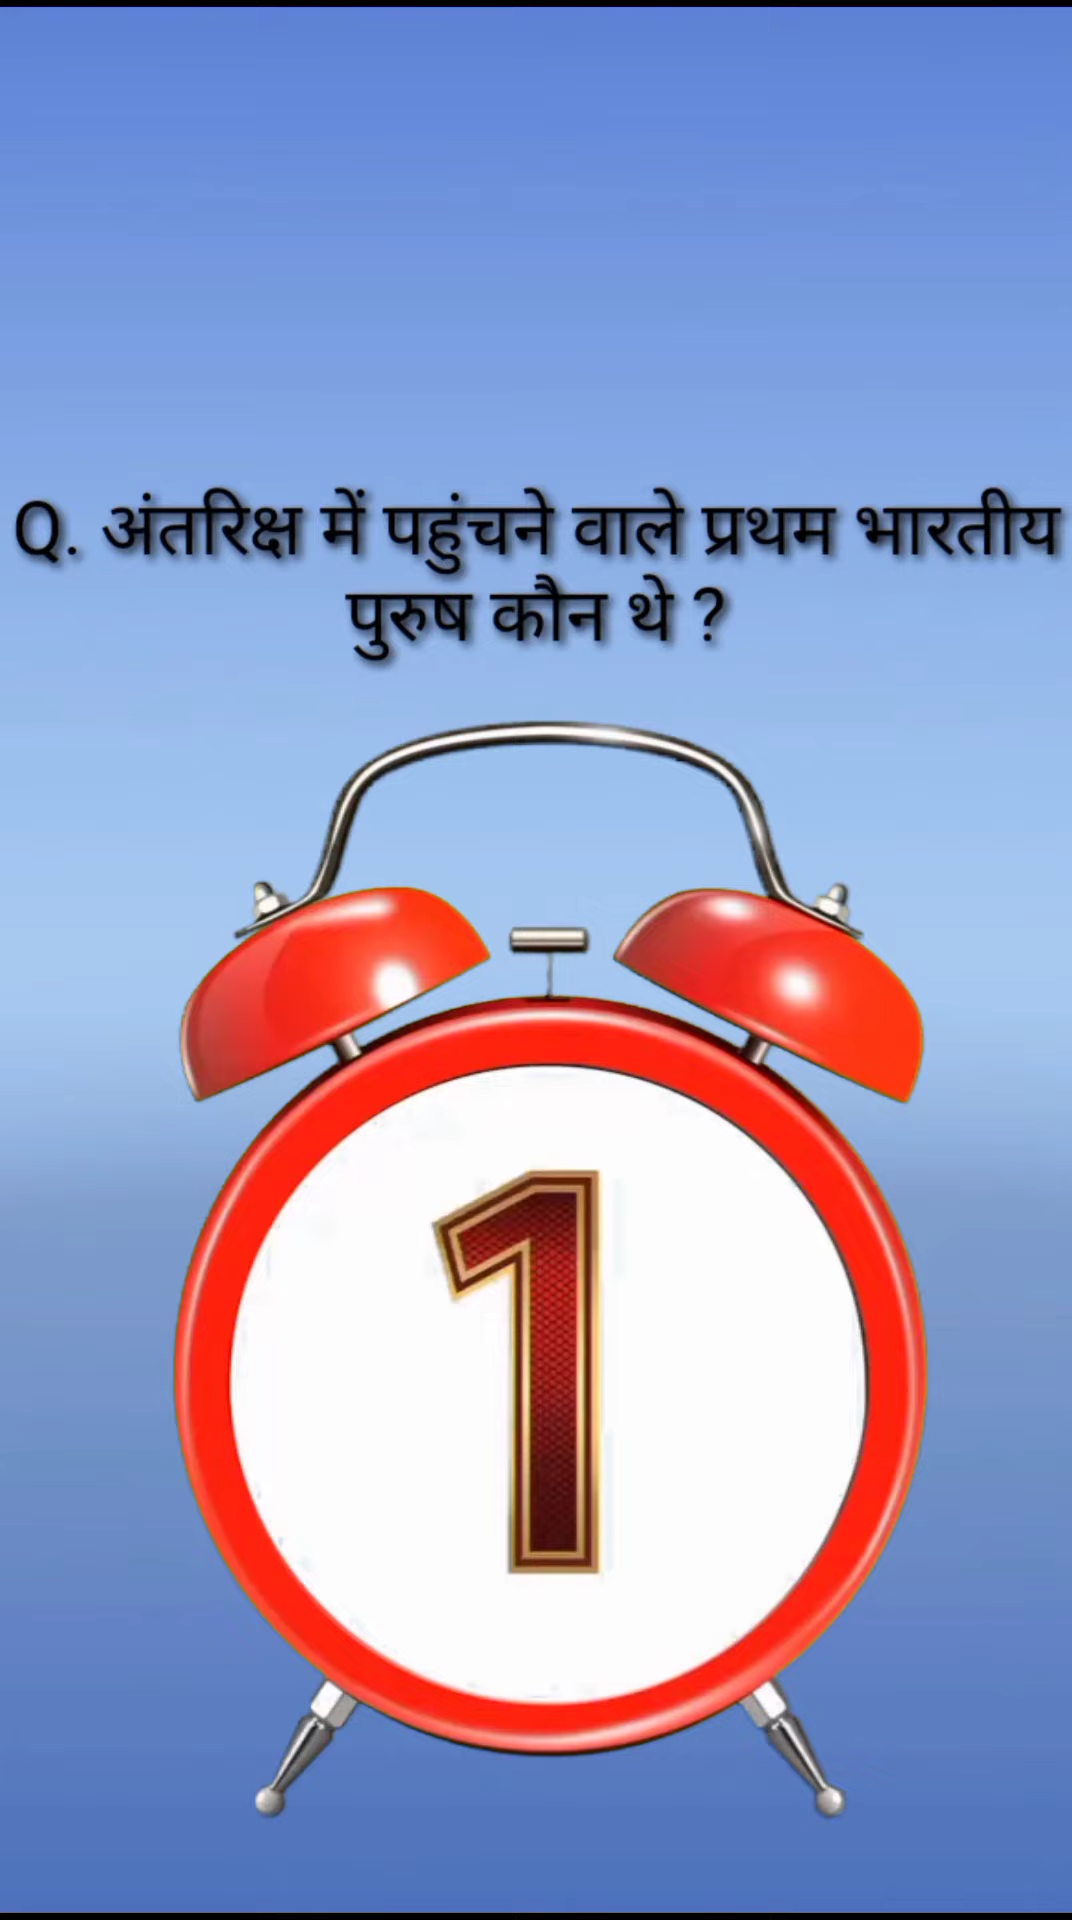 Q. अंतरिक्ष में पहुंचने वाले प्रथम भारतीय
पुरुष कौन थे ?
1